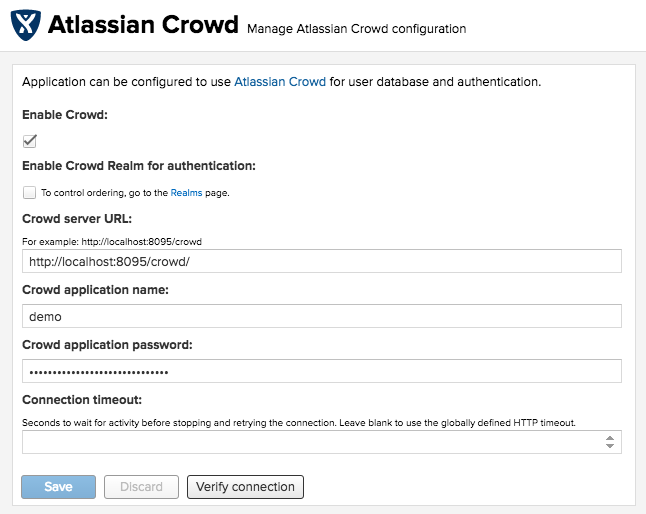 Atlassian Crowd Manage Atlassian Crowd configuration
Application can be configured to use Atlassian Crowd for user database and authentication.
Enable Crowd:
Enable Crowd Realm for authentication:
To control ordering, go to the Realms page.
Crowd server URL:
For example: http://localhost:8095/crowd
http://localhost:8095/crowd/
Crowd application name:
demo
Crowd application password:
••••••••••••••••••••••••••••••
Connection timeout:
Seconds to wait for activity before stopping and retrying the connection. Leave blank to use the globally defined HTTP timeout.
Save Discard Verify connection